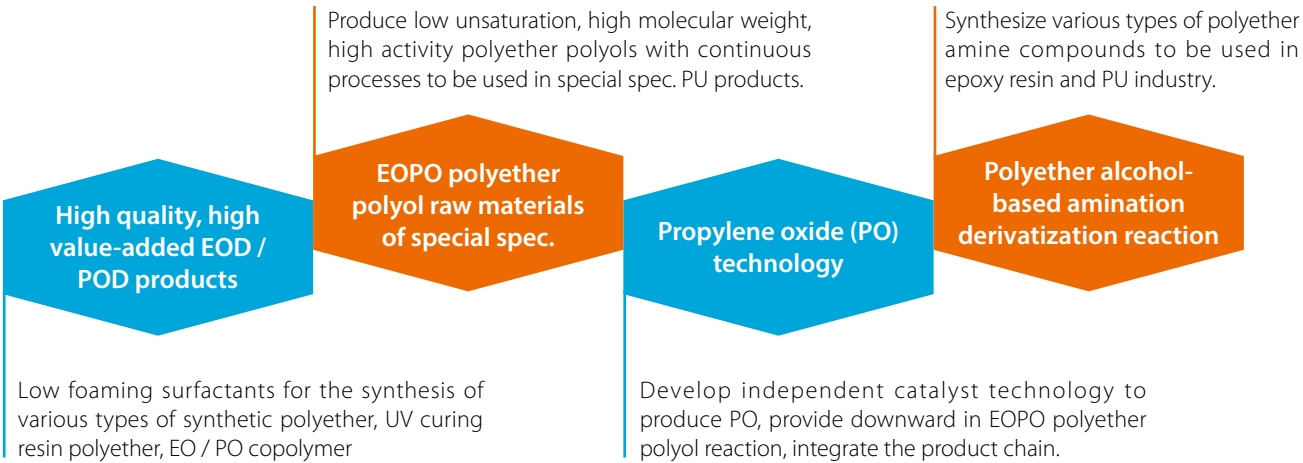 Produce low unsaturation, high molecular weight,
high activity polyether polyols with continuous
processes to be used in special spec. PU products.
Synthesize various types of polyether
amine compounds to be used in
epoxy resin and PU industry.
High quality, high
value-added EOD /
POD products
EOPO polyether
polyol raw materials
of special spec.
Propylene oxide (PO)
technology
Polyether alcohol-
based amination
derivatization reaction
Low foaming surfactants for the synthesis of
various types of synthetic polyether, UV curing
resin polyether, EO / PO copolymer
Develop independent catalyst technology to
produce PO, provide downward in EOPO polyether
polyol reaction, integrate the product chain.